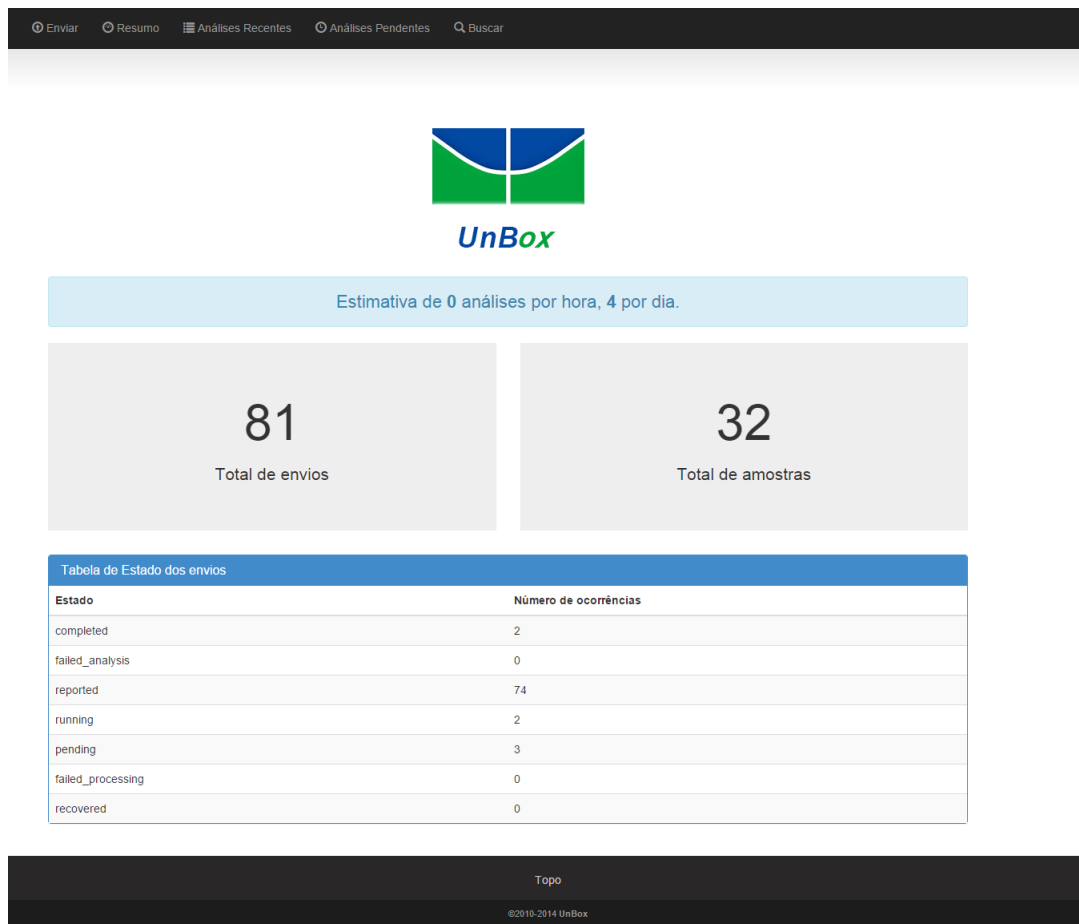 Enviar Resumo Análises Recentes Análises Pendentes Buscar
UnBox
Estimativa de 0 análises por hora, 4 por dia.
81 32
Total de envios Total de amostras
Tabela de Estado dos envios
Estado Número de ocorrências
completed 2
failed_analysis 0
reported 74
running 2
pending 3
failed_processing 0
recovered 0
Topo
©2010-2014 UnBox